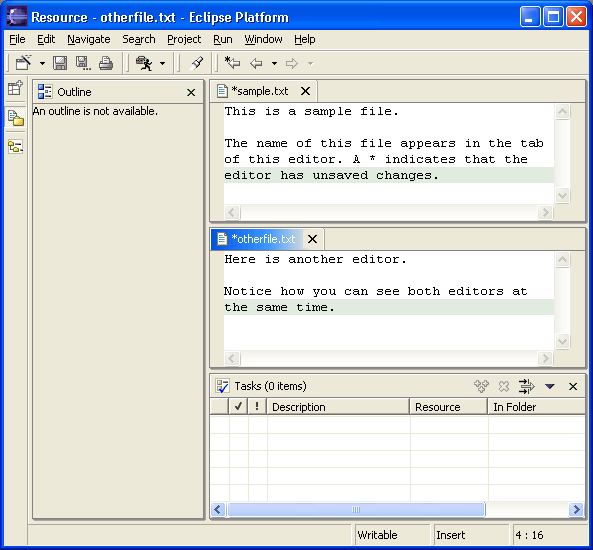 Resource - otherfile.txt - Eclipse Platform
File Edit Navigate Search Project Run Window Help
Outline
An outline is not available.
*sample.txt
This is a sample file.
The name of this file appears in the tab
of this editor. A * indicates that the
editor has unsaved changes.
*otherfile.txt
Here is another editor.
Notice how you can see both editors at
the same time.
Tasks (0 items)
! Description Resource In Folder
Writable Insert 4 : 16